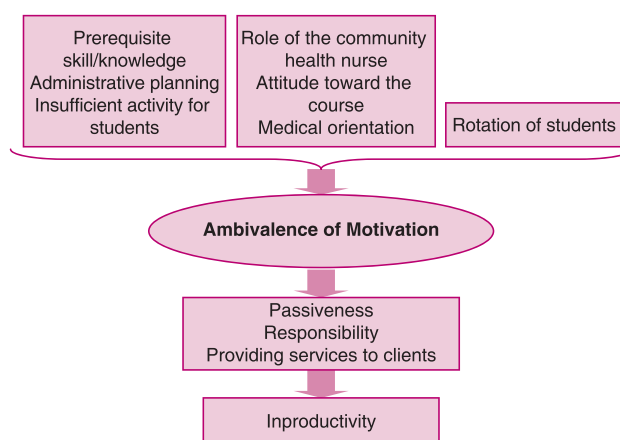 Prerequisite
skill/knowledge
Administrative planning
Insufficient activity for
students
Role of the community
health nurse
Attitude toward the
course
Medical orientation
Rotation of students
Ambivalence of Motivation
Passiveness
Responsibility
Providing services to clients
Inproductivity